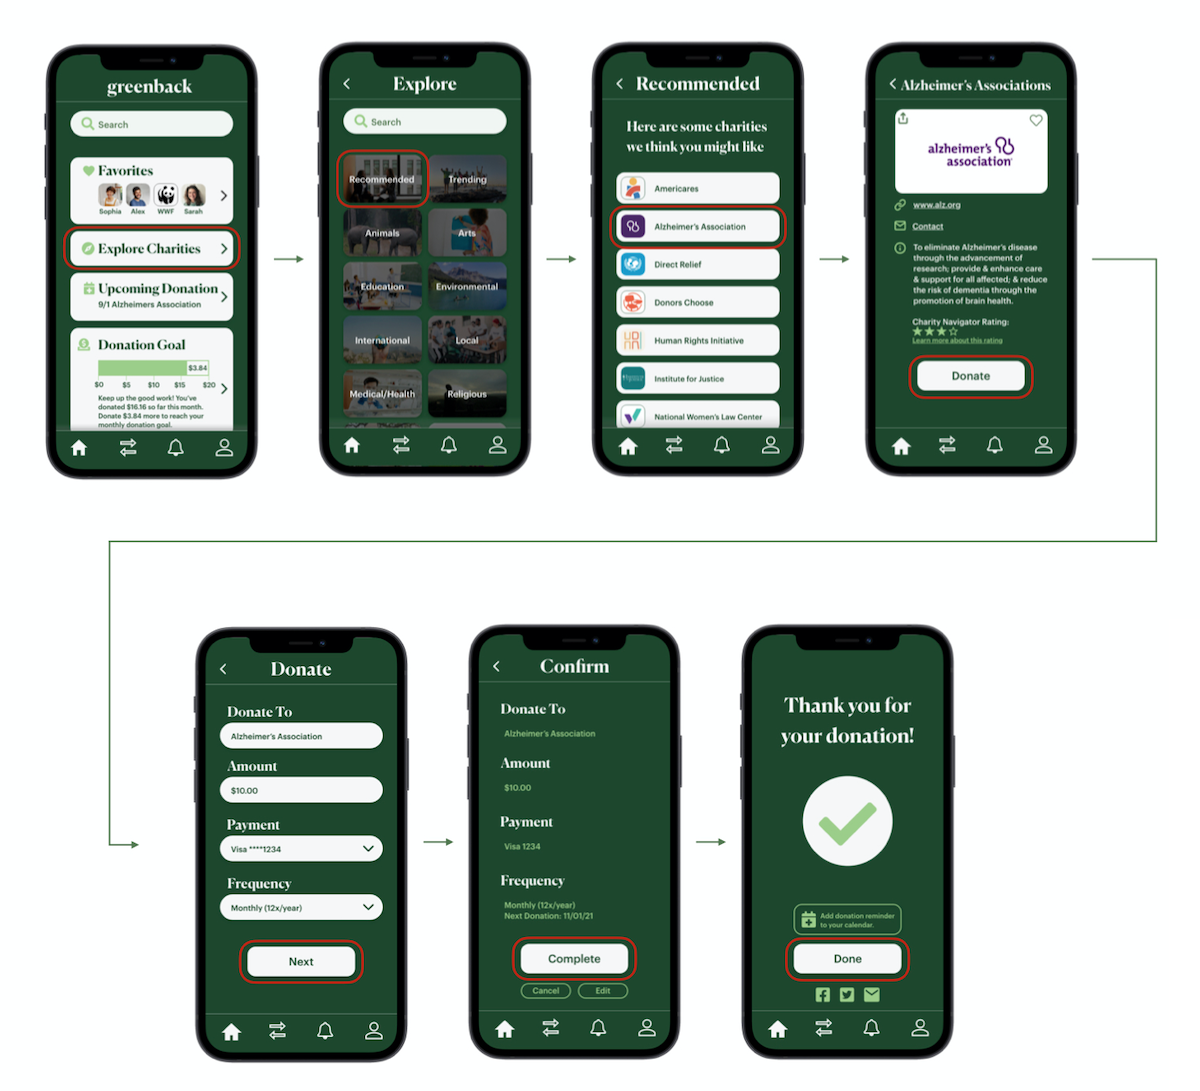 greenback
Search
Favorites
Sophia Alex WWF Sarah
Explore Charities
Upcoming Donation
9/1 Alzheimers Association
Donation Goal
$3.84
$0 $5 $10 $15 $20
Keep up the good work! You've
donated $16.16 so far this month.
Donate $3.84 more to reach your
monthly donation goal.
Explore
Search
Recommended Trending
Animals Arts
Education Environmental
International Local
Medical/Health Religious
Recommended
Here are some charities
we think you might like
Americares
Alzheimer's Association
Direct Relief
Donors Choose
Human Rights Initiative
Institute for Justice
National Women's Law Center
Alzheimer's Associations
alzheimer's
association
www.alz.org
Contact
To eliminate Alzheimer's disease
through the advancement of
research; provide & enhance care
& support for all affected; & reduce
the risk of dementia through the
promotion of brain health.
Charity Navigator Rating:
Learn more about this rating
Donate
Donate
Donate To
Alzheimer's Association
Amount
$10.00
Payment
Visa ****1234
Frequency
Monthly (12x/year)
Next
Confirm
Donate To
Alzheimer's Association
Amount
$10.00
Payment
Visa 1234
Frequency
Monthly (12x/year)
Next Donation: 11/01/21
Complete
Cancel Edit
Thank you for
your donation!
Add donation reminder
to your calendar.
Done